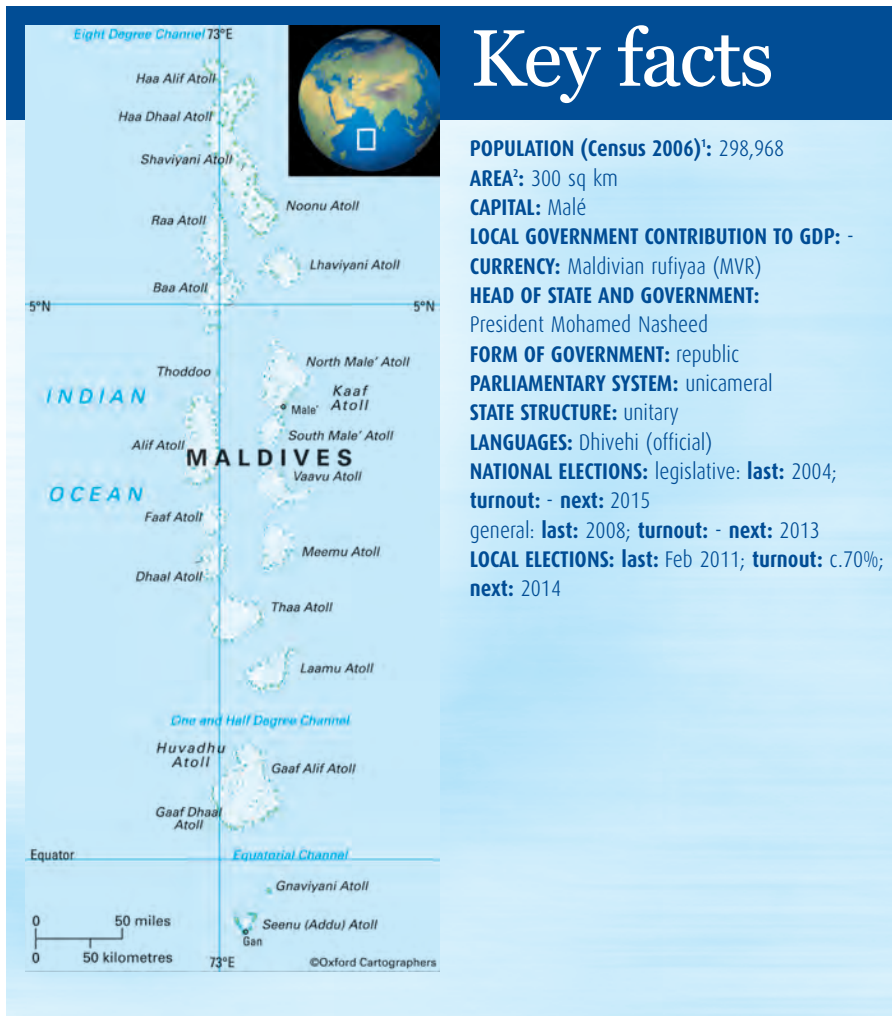 Key facts
Eight Degree Channel 73°E
Haa Alif Atoll
Haa Dhaal Atoll
Shaviyani Atoll
Noonu Atoll
Raa Atoll
Lhaviyani Atoll
Baa Atoll
5°N 5°N
North Male' Atoll
Thoddoo
Kaaf
Atoll
INDIAN
Male'
South Male' Atoll
Alif Atoll
MALDIVES
Vaavu Atoll
OCEAN
Faaf Atoll
Meemu Atoll
Dhaal Atoll
Thaa Atoll
Laamu Atoll
One and Half Degree Channel
Huvadhu
Atoll
Gaaf Alif Atoll
Gaaf Dhaal
Atoll
Equator Equatorial Channel
Gnaviyani Atoll
Seenu (Addu) Atoll
Gan
0 50 miles
0 50 kilometres
73°E
©Oxford Cartographers
POPULATION (Census 2006)¹: 298,968
AREA²: 300 sq km
CAPITAL: Malé
LOCAL GOVERNMENT CONTRIBUTION TO GDP: -
CURRENCY: Maldivian rufiyaa (MVR)
HEAD OF STATE AND GOVERNMENT:
President Mohamed Nasheed
FORM OF GOVERNMENT: republic
PARLIAMENTARY SYSTEM: unicameral
STATE STRUCTURE: unitary
LANGUAGES: Dhivehi (official)
NATIONAL ELECTIONS: legislative: last: 2004;
turnout: - next: 2015
general: last: 2008; turnout: - next: 2013
LOCAL ELECTIONS: last: Feb 2011; turnout: c.70%;
next: 2014